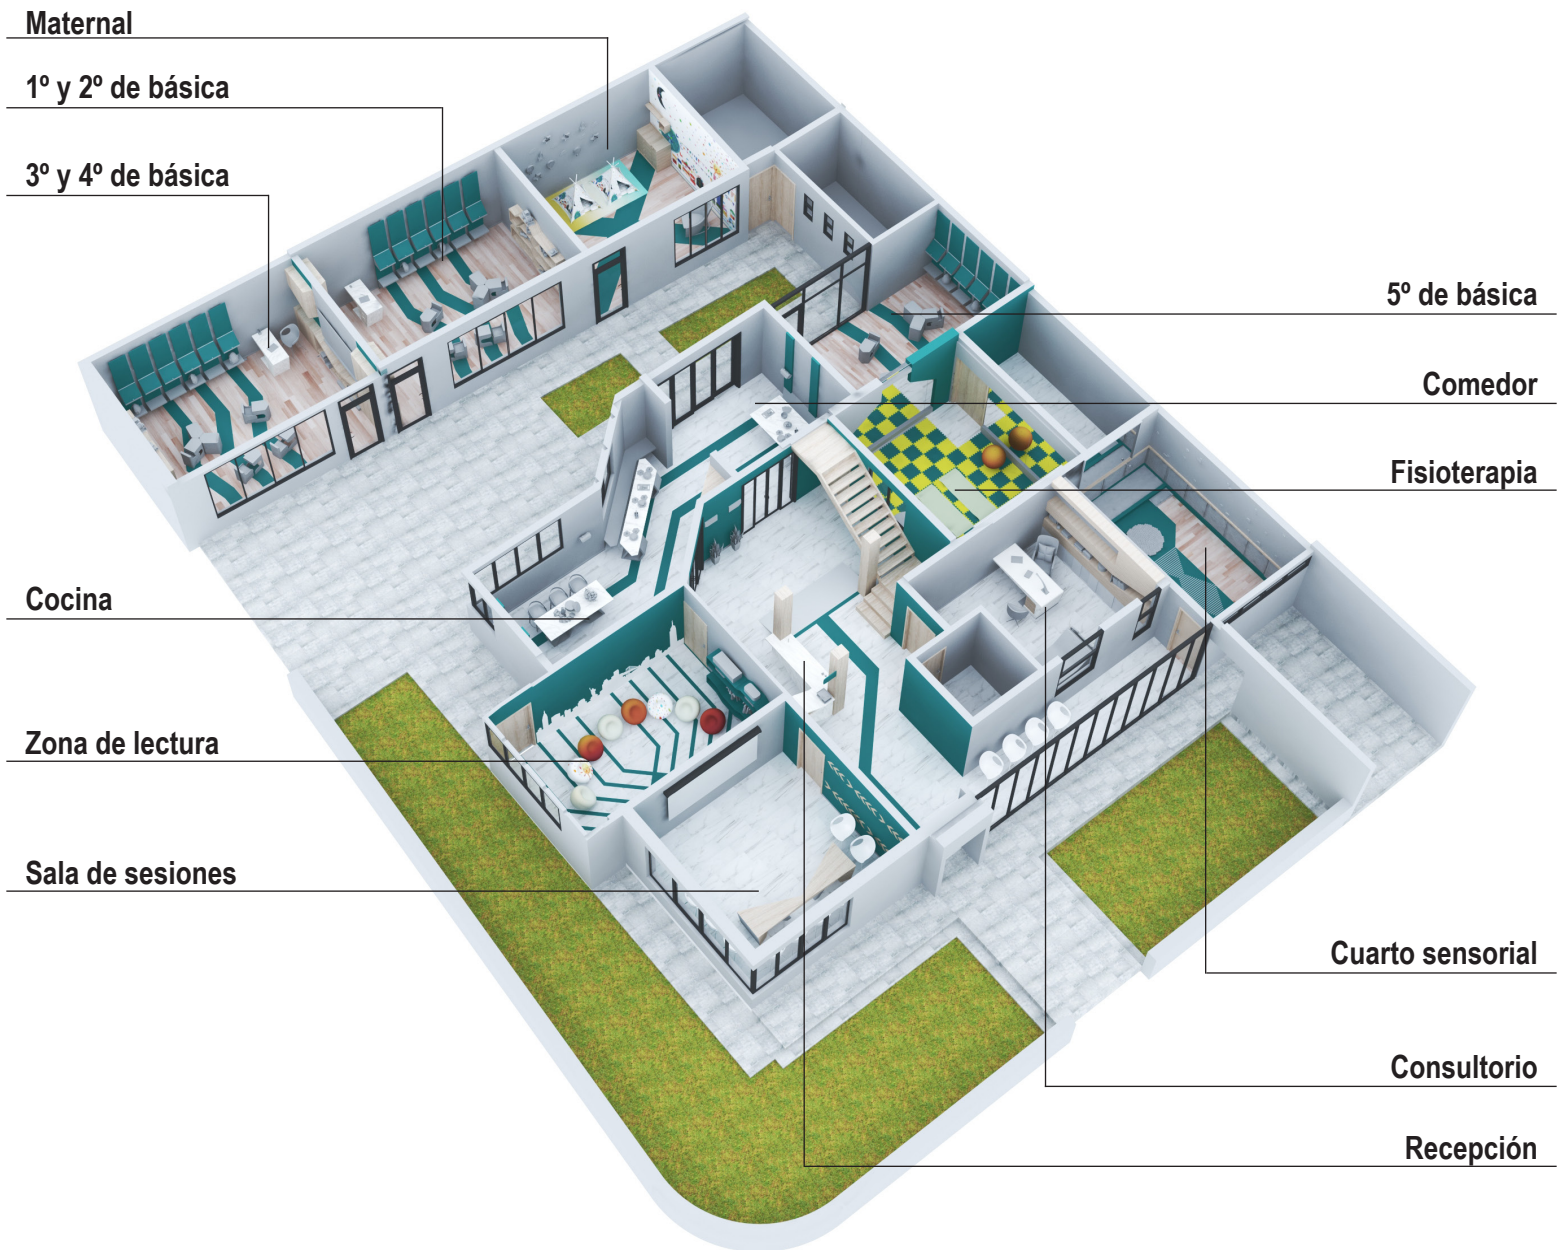 Maternal
1º y 2º de básica
3º y 4º de básica
5º de básica
Comedor
Fisioterapia
Cocina
Zona de lectura
Sala de sesiones
Cuarto sensorial
Consultorio
Recepción